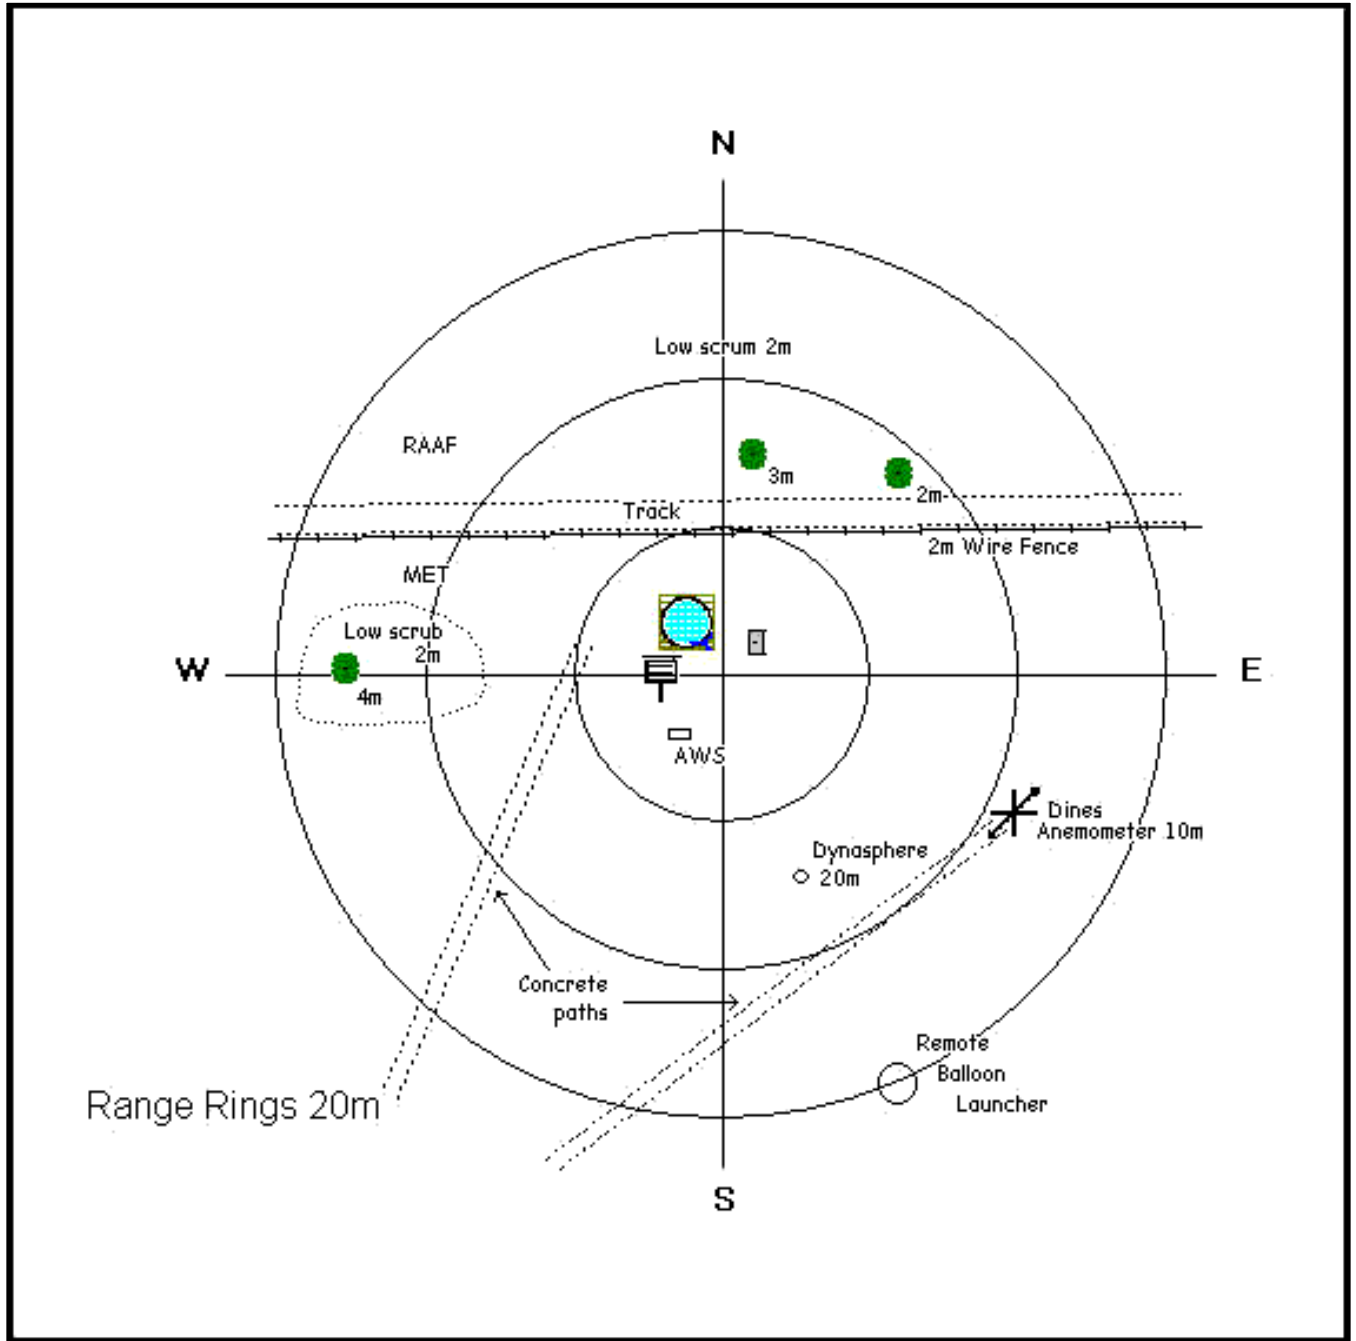 N
Low scrum 2m
RAAF
3m
2m
Track
2m Wire Fence
MET
Low scrub
2m
W
E
4m
AWS
Dines
Anemometer 10m
Dynasphere
20m
Concrete
paths
Remote
Balloon
Launcher
Range Rings 20m
S